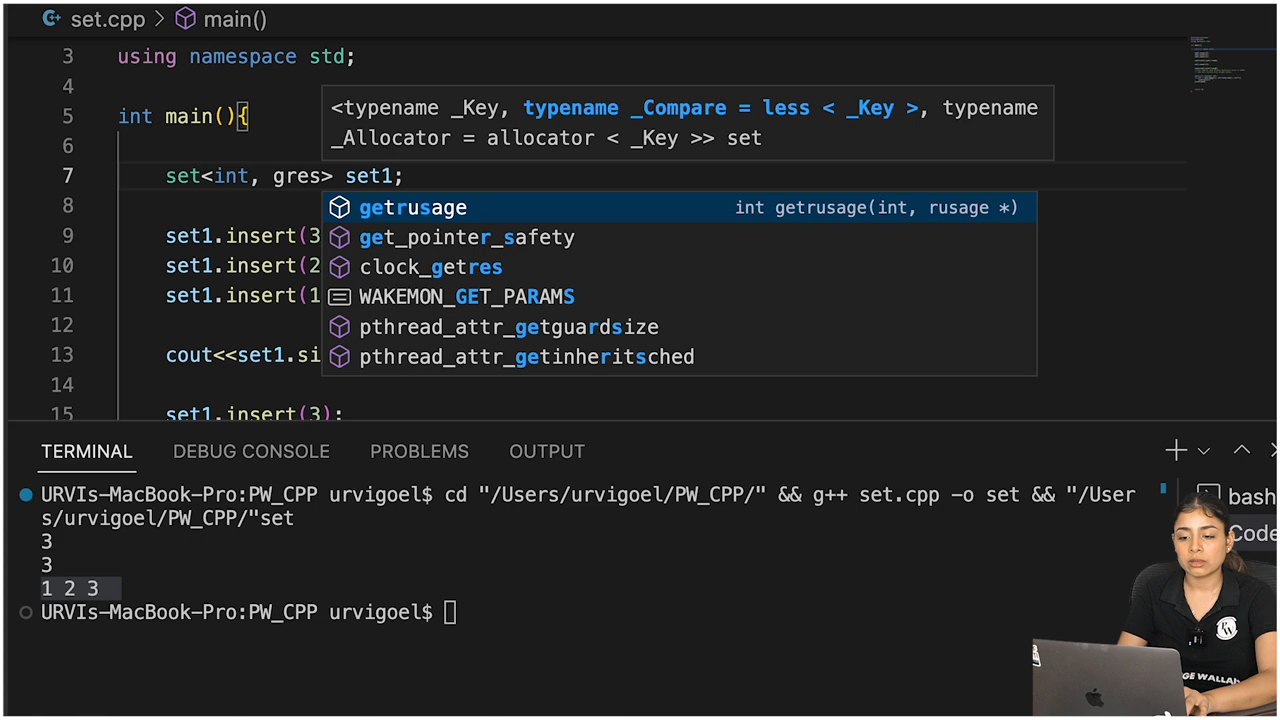 set.cpp > main()
3 using namespace std;
4
5 int main(){
6
7 set<int, gres> set1;
8
9 set1.insert(3
10 set1.insert(2
11 set1.insert(1
12
13 cout<<set1.si
14
15 set1.insert(3);
<typename _Key, typename _Compare = less < _Key >, typename
_Allocator = allocator < _Key >> set
getrusage int getrusage(int, rusage *)
get_pointer_safety
clock_getres
WAKEMON_GET_PARAMS
pthread_attr_getguardsize
pthread_attr_getinheritsched
TERMINAL DEBUG CONSOLE PROBLEMS OUTPUT
URVIs-MacBook-Pro:PW_CPP urvigoel$ cd "/Users/urvigoel/PW_CPP/" && g++ set.cpp -o set && "/User
s/urvigoel/PW_CPP/"set
3
3
1 2 3
URVIs-MacBook-Pro:PW_CPP urvigoel$
bash
Code